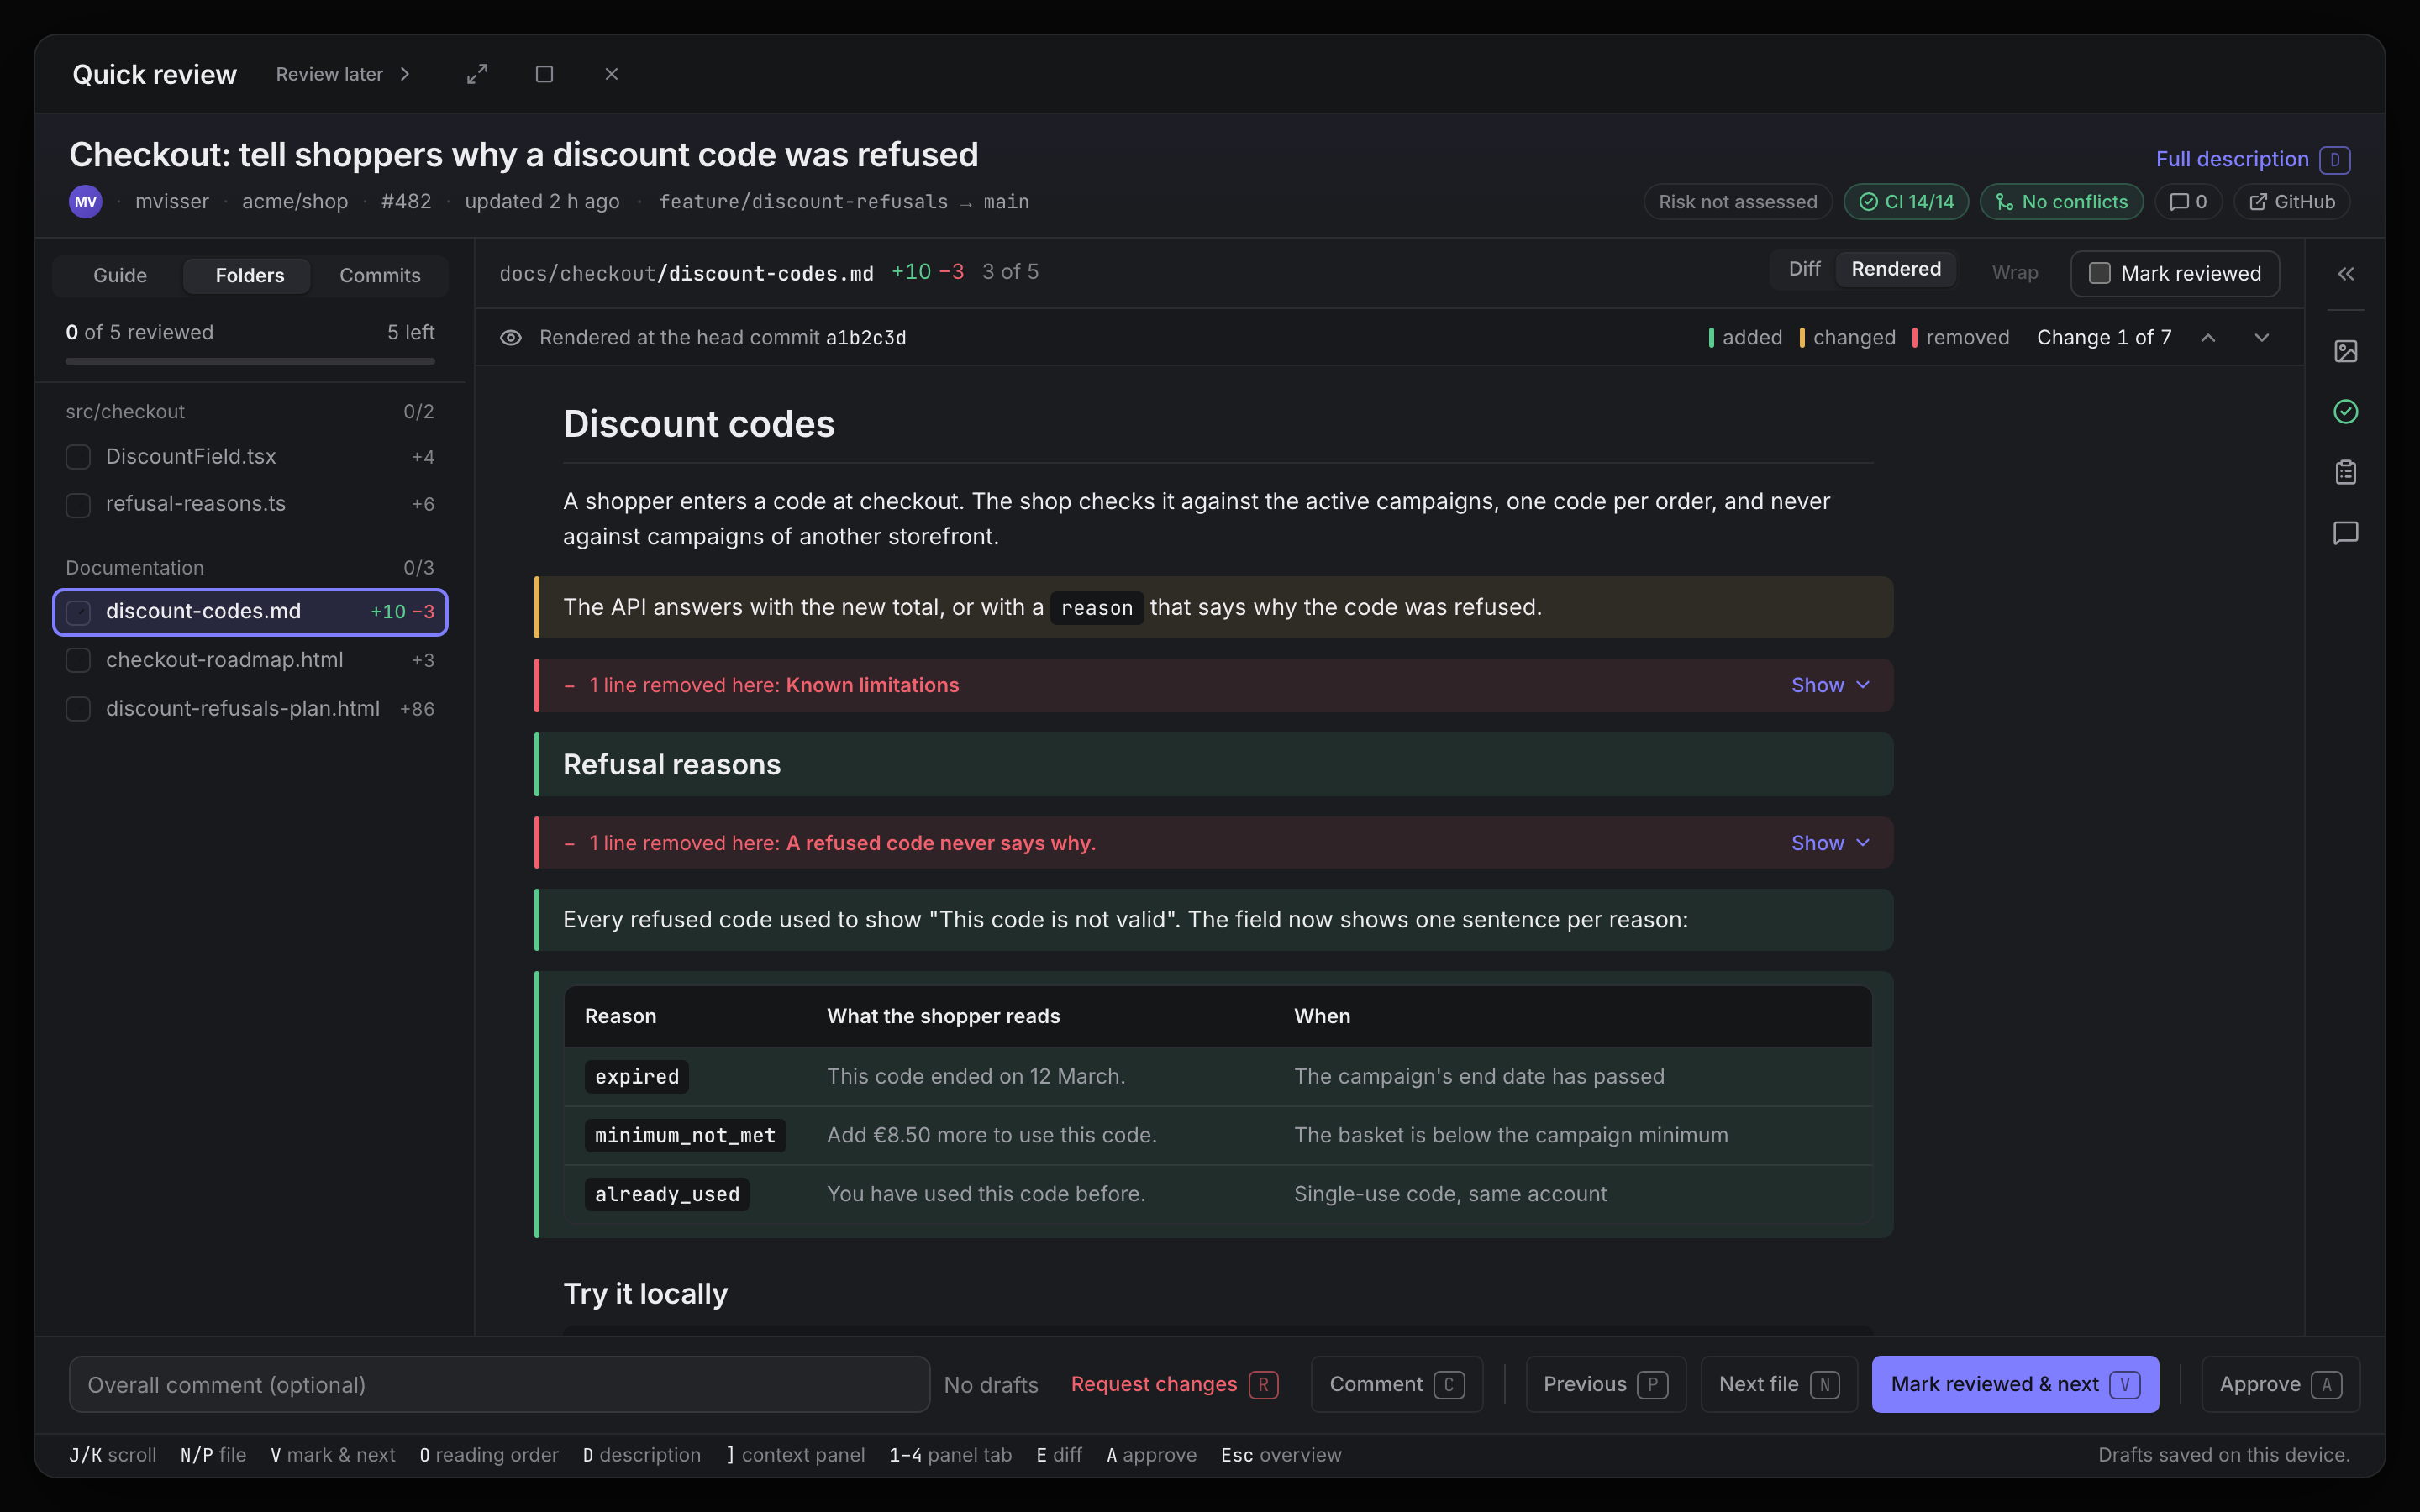 Quick review Review later
Checkout: tell shoppers why a discount code was refused
Full description D
MV · mvisser · acme/shop · #482 · updated 2 h ago · feature/discount-refusals → main
Risk not assessed CI 14/14 No conflicts 0 GitHub
Guide Folders Commits
0 of 5 reviewed 5 left
src/checkout 0/2
DiscountField.tsx +4
refusal-reasons.ts +6
Documentation 0/3
discount-codes.md +10 −3
checkout-roadmap.html +3
discount-refusals-plan.html +86
docs/checkout/discount-codes.md +10 −3 3 of 5
Diff Rendered Wrap Mark reviewed
Rendered at the head commit a1b2c3d
added changed removed Change 1 of 7
Discount codes
A shopper enters a code at checkout. The shop checks it against the active campaigns, one code per order, and never
against campaigns of another storefront.
The API answers with the new total, or with a reason that says why the code was refused.
− 1 line removed here: Known limitations Show
Refusal reasons
− 1 line removed here: A refused code never says why. Show
Every refused code used to show "This code is not valid". The field now shows one sentence per reason:
Reason What the shopper reads When
expired This code ended on 12 March. The campaign's end date has passed
minimum_not_met Add €8.50 more to use this code. The basket is below the campaign minimum
already_used You have used this code before. Single-use code, same account
Try it locally
Overall comment (optional) No drafts Request changes R Comment C Previous P Next file N Mark reviewed & next V Approve A
J/K scroll N/P file V mark & next O reading order D description ] context panel 1–4 panel tab E diff A approve Esc overview
Drafts saved on this device.